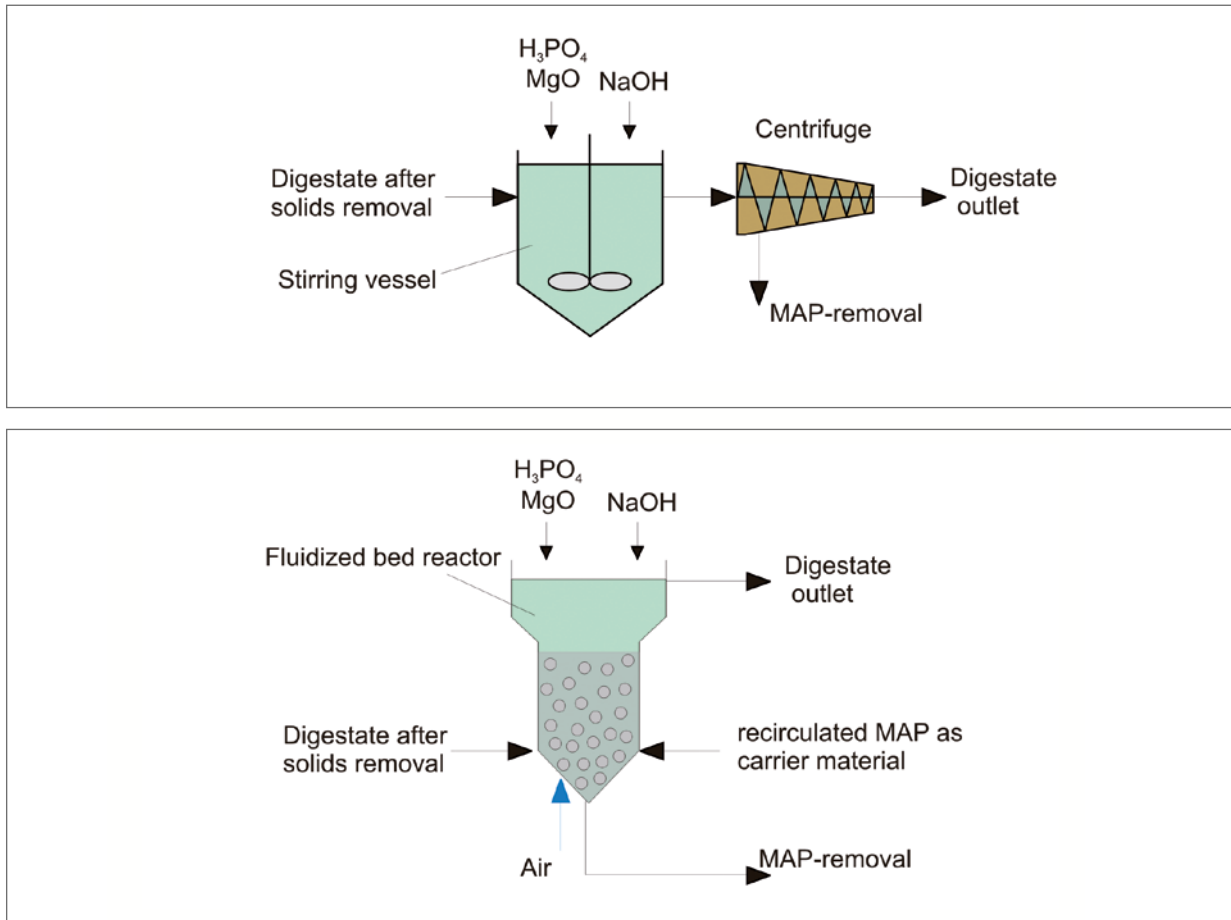 H₃PO₄
MgO NaOH
Centrifuge
Digestate after
solids removal
Digestate
outlet
Stirring vessel
MAP-removal
H₃PO₄
MgO NaOH
Fluidized bed reactor
Digestate
outlet
Digestate after
solids removal
recirculated MAP as
carrier material
Air
MAP-removal